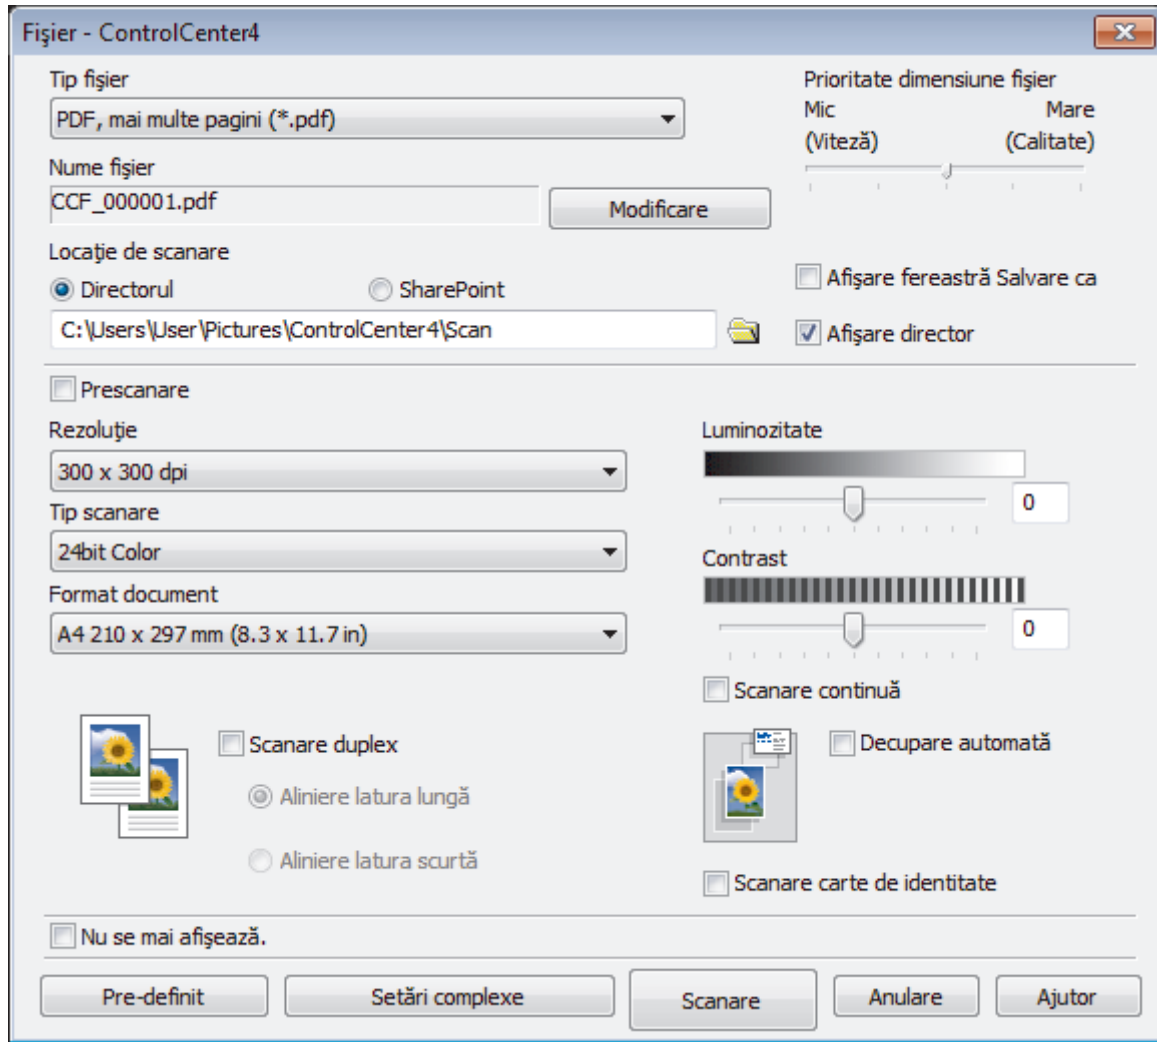 Fişier - ControlCenter4
Tip fişier
PDF, mai multe pagini (*.pdf)
Prioritate dimensiune fişier
Mic Mare
(Viteză) (Calitate)
Nume fişier
CCF_000001.pdf
Modificare
Locaţie de scanare
Directorul
SharePoint
Afişare fereastră Salvare ca
C:\Users\User\Pictures\ControlCenter4\Scan
Afişare director
Prescanare
Rezoluţie
300 x 300 dpi
Tip scanare
24bit Color
Format document
A4 210 x 297 mm (8.3 x 11.7 in)
Luminozitate
0
Contrast
0
Scanare continuă
Scanare duplex
Aliniere latura lungă
Aliniere latura scurtă
Decupare automată
Scanare carte de identitate
Nu se mai afişează.
Pre-definit
Setări complexe
Scanare
Anulare
Ajutor